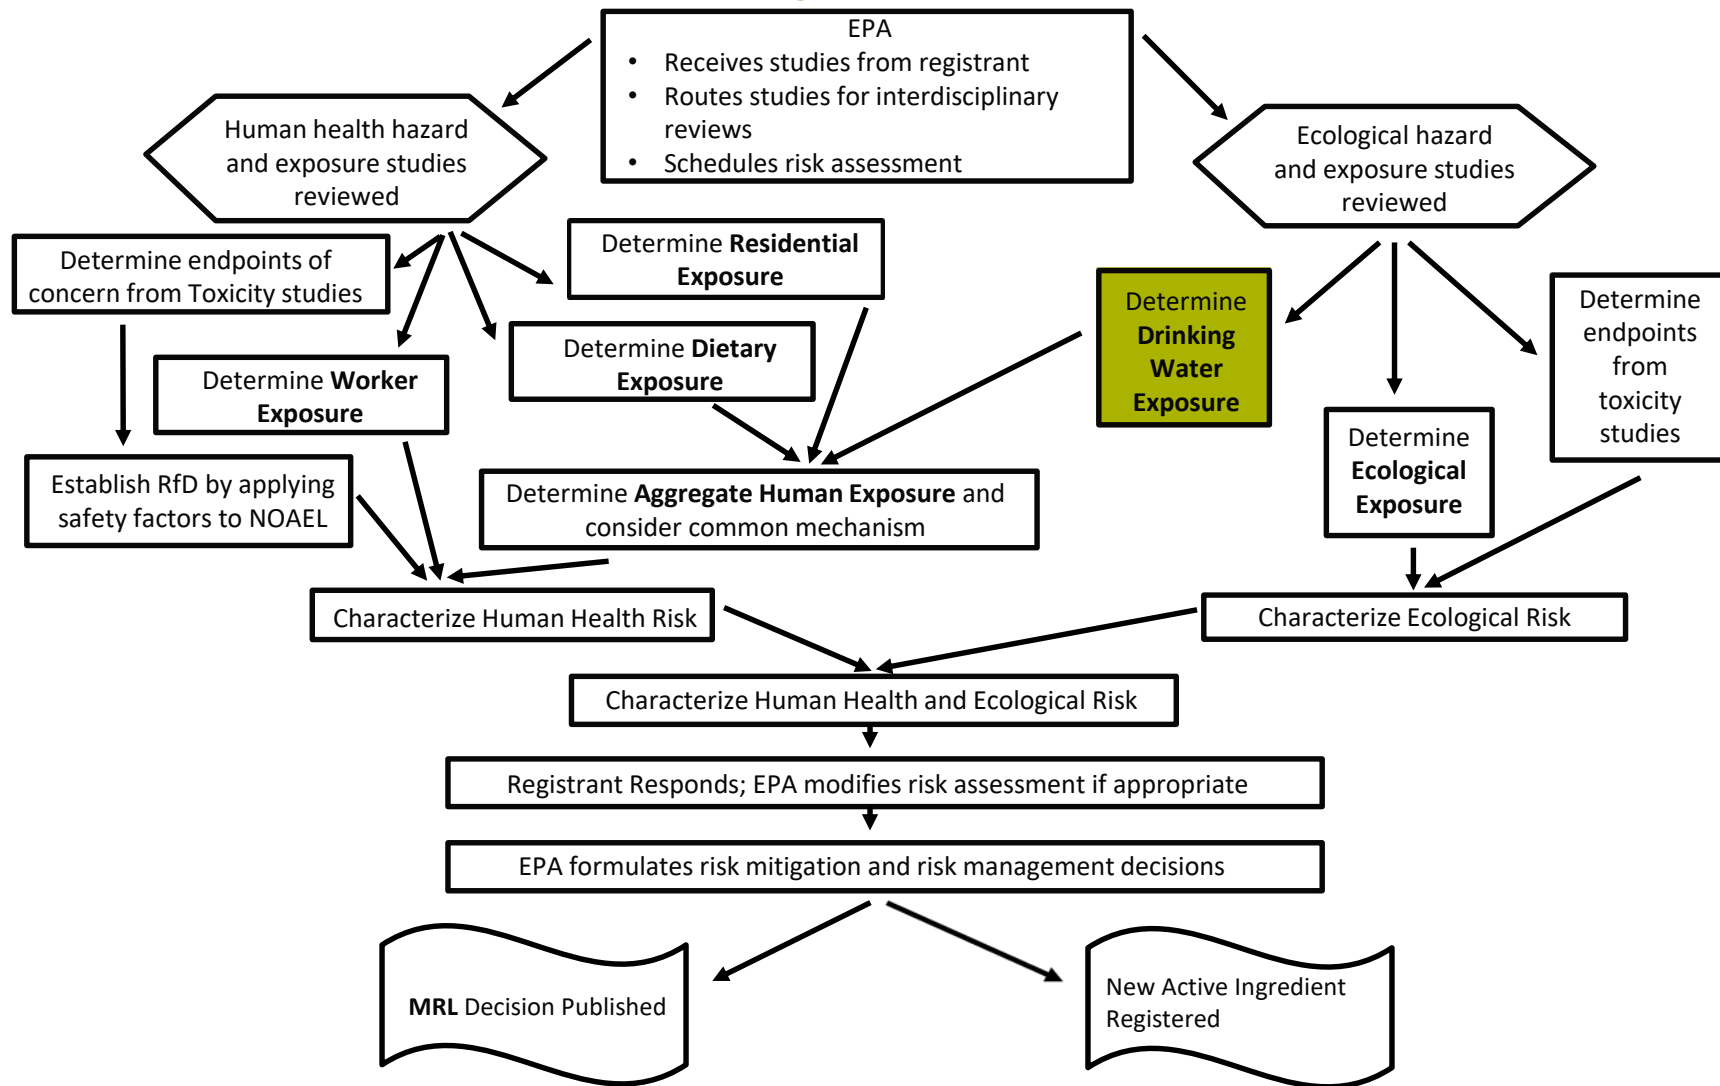 EPA
• Receives studies from registrant
• Routes studies for interdisciplinary
reviews
• Schedules risk assessment
Human health hazard
and exposure studies
reviewed
Ecological hazard
and exposure studies
reviewed
Determine endpoints of
concern from Toxicity studies
Determine Residential
Exposure
Determine Dietary
Exposure
Determine Worker
Exposure
Determine
Drinking
Water
Exposure
Determine
endpoints
from
toxicity
studies
Determine
Ecological
Exposure
Establish RfD by applying
safety factors to NOAEL
Determine Aggregate Human Exposure and
consider common mechanism
Characterize Human Health Risk
Characterize Ecological Risk
Characterize Human Health and Ecological Risk
Registrant Responds; EPA modifies risk assessment if appropriate
EPA formulates risk mitigation and risk management decisions
MRL Decision Published
New Active Ingredient
Registered